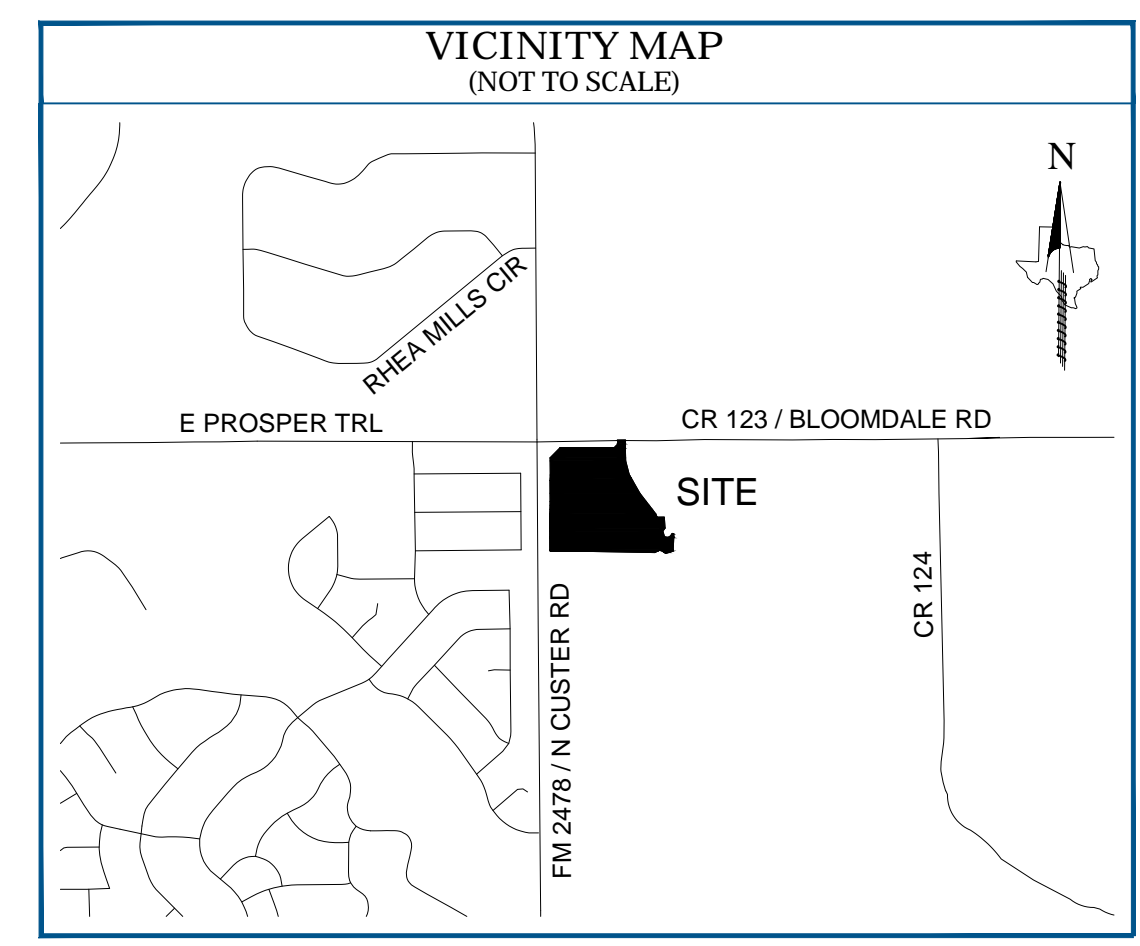 VICINITY MAP
(NOT TO SCALE)
N
RHEA MILLS CIR
E PROSPER TRL
CR 123 / BLOOMDALE RD
SITE
CR 124
FM 2478 / N CUSTER RD